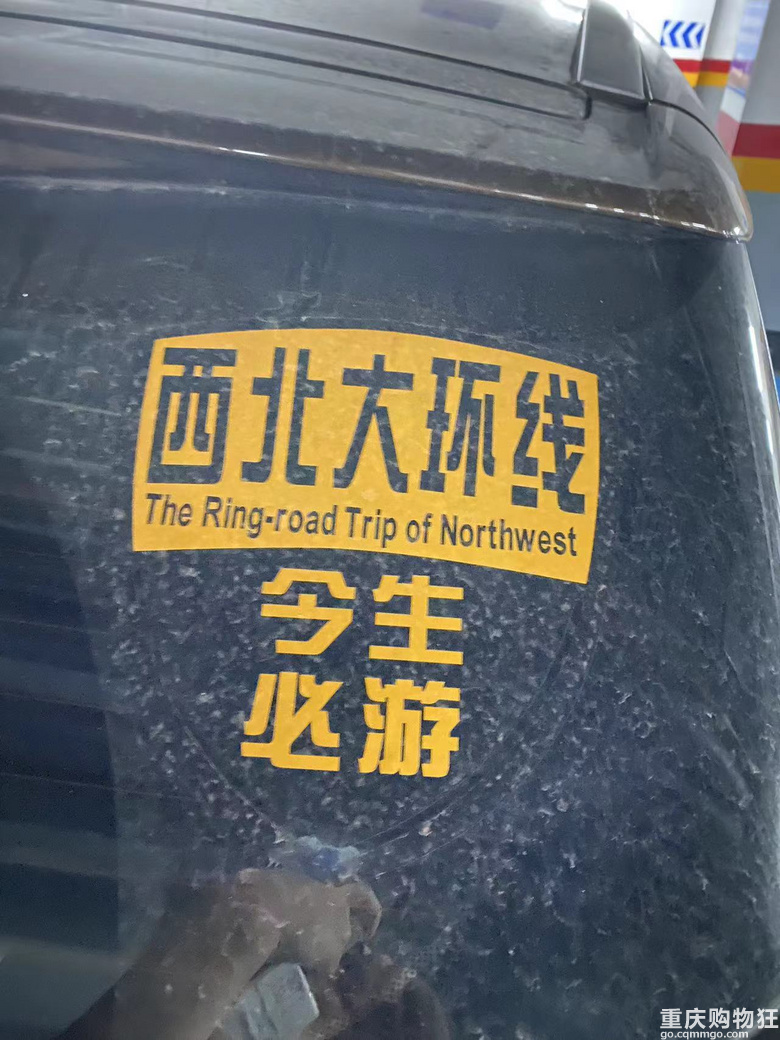 西北大环线
The Ring-road Trip of Northwest
今生
必游
重庆购物狂
go.cqmmgo.com